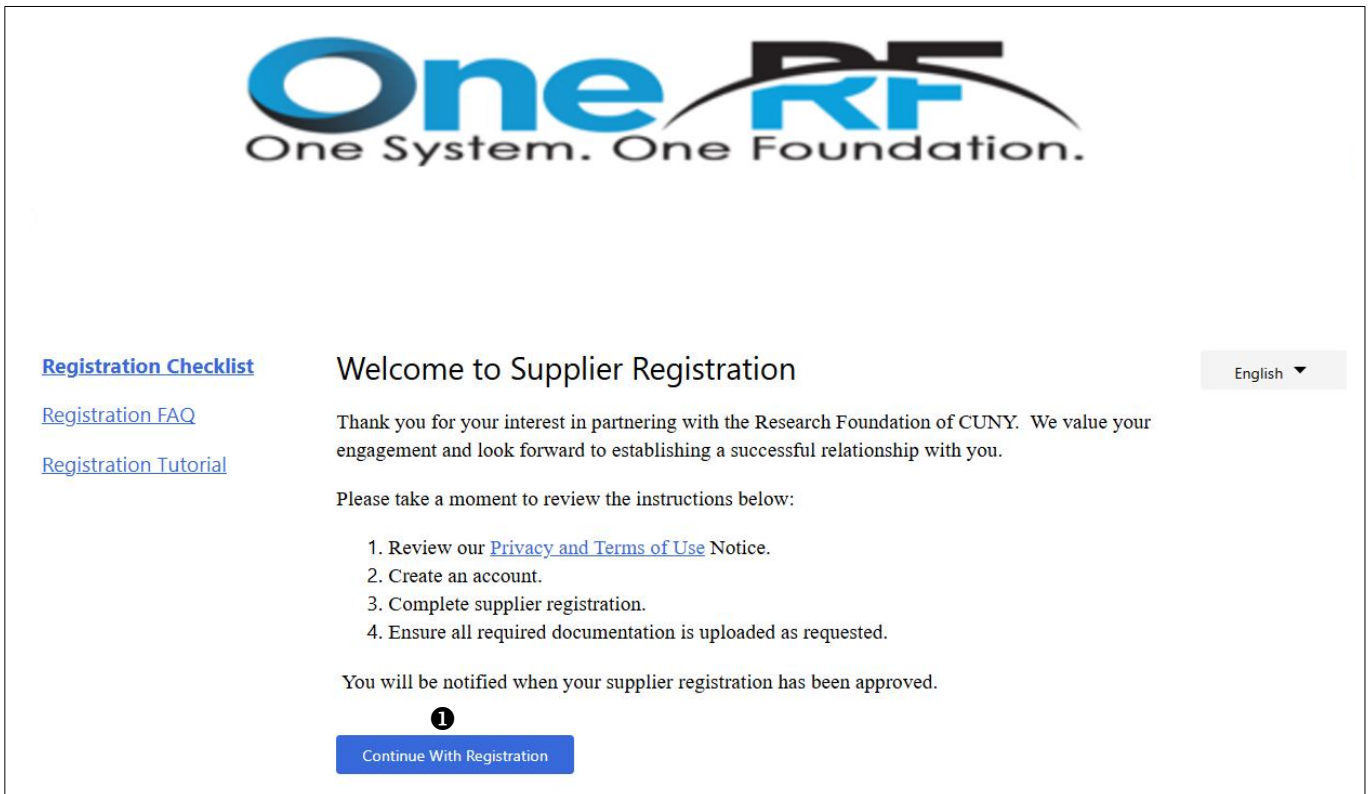 One RF
One System. One Foundation.
Registration Checklist
Registration FAQ
Registration Tutorial
Welcome to Supplier Registration
English
Thank you for your interest in partnering with the Research Foundation of CUNY. We value your
engagement and look forward to establishing a successful relationship with you.
Please take a moment to review the instructions below:
1. Review our Privacy and Terms of Use Notice.
2. Create an account.
3. Complete supplier registration.
4. Ensure all required documentation is uploaded as requested.
You will be notified when your supplier registration has been approved.
❶
Continue With Registration